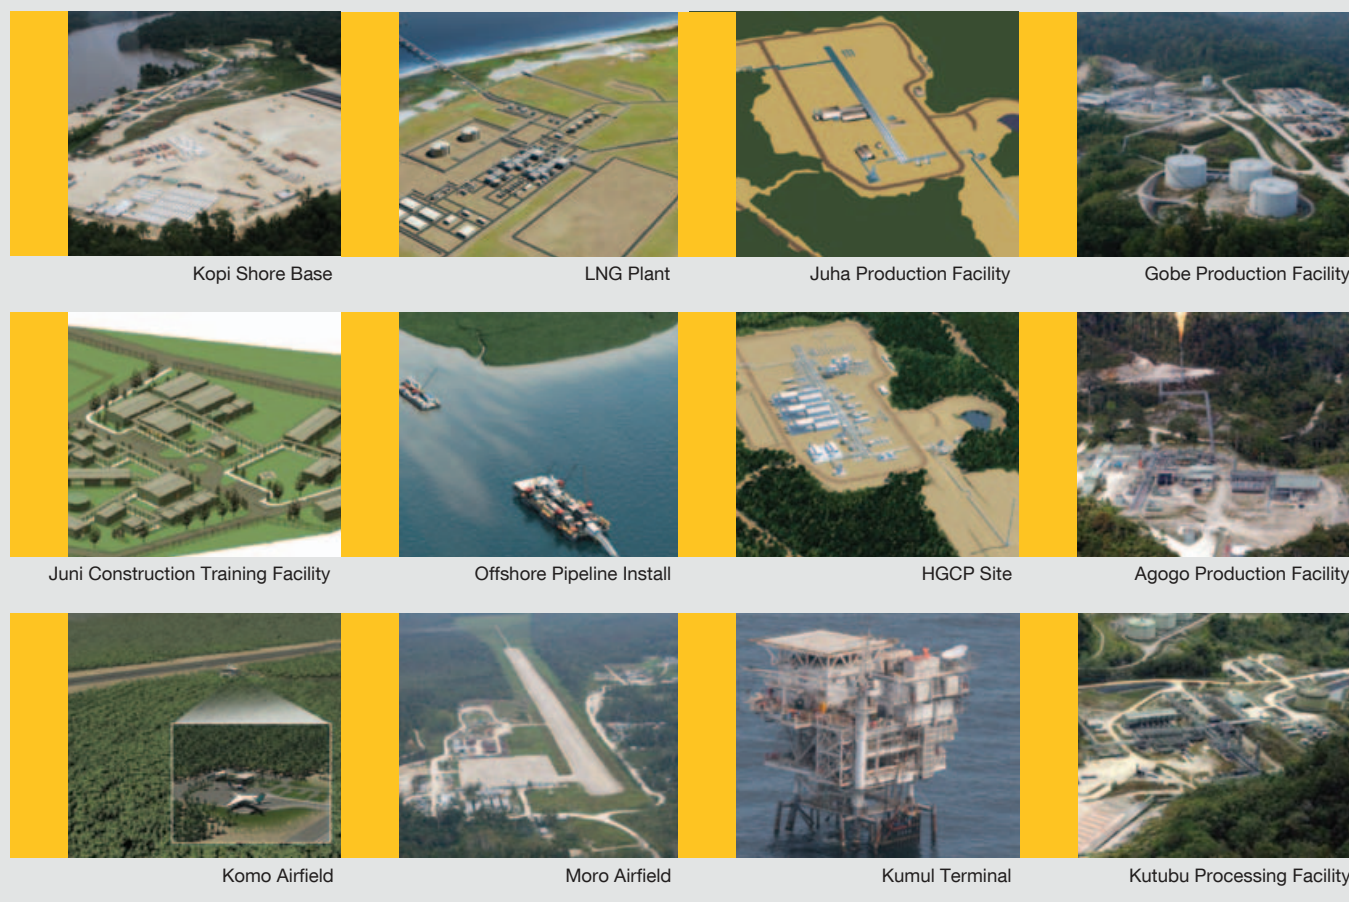 Kopi Shore Base
LNG Plant
Juha Production Facility
Gobe Production Facility
Juni Construction Training Facility
Offshore Pipeline Install
HGCP Site
Agogo Production Facility
Komo Airfield
Moro Airfield
Kumul Terminal
Kutubu Processing Facility